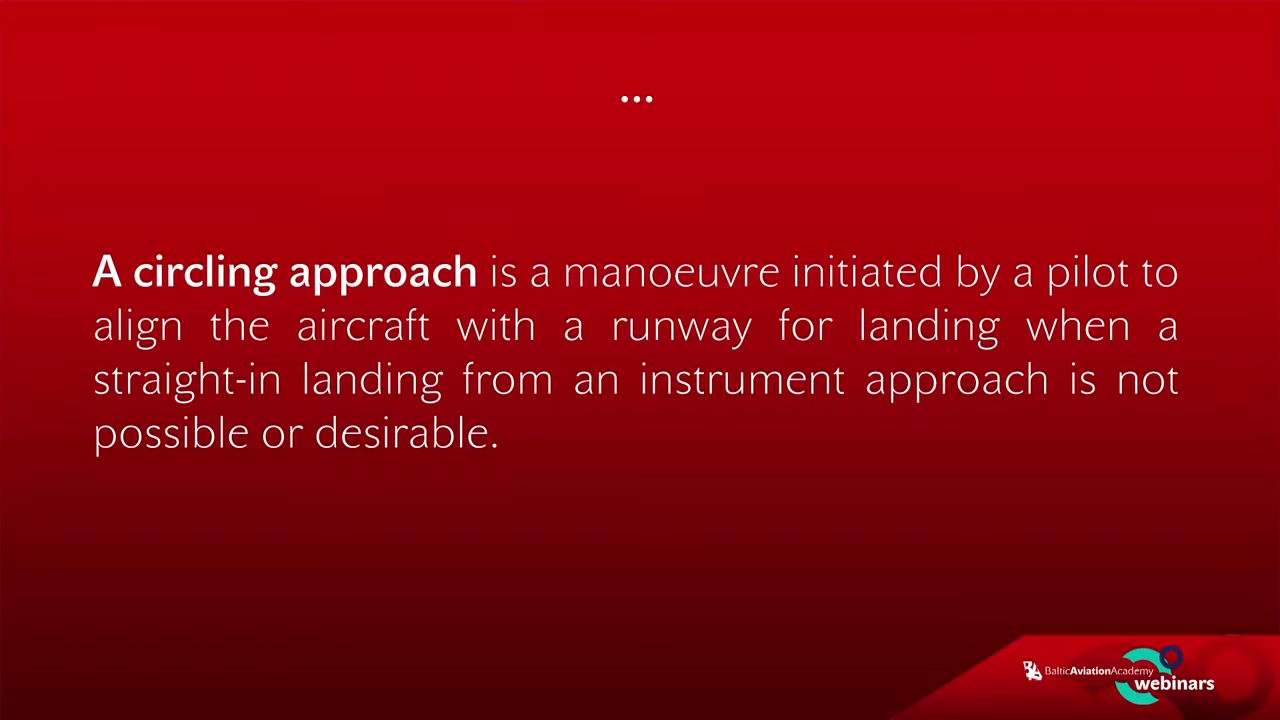 ...
A circling approach is a manoeuvre initiated by a pilot to
align the aircraft with a runway for landing when a
straight-in landing from an instrument approach is not
possible or desirable.
BalticAviationAcademy
webinars